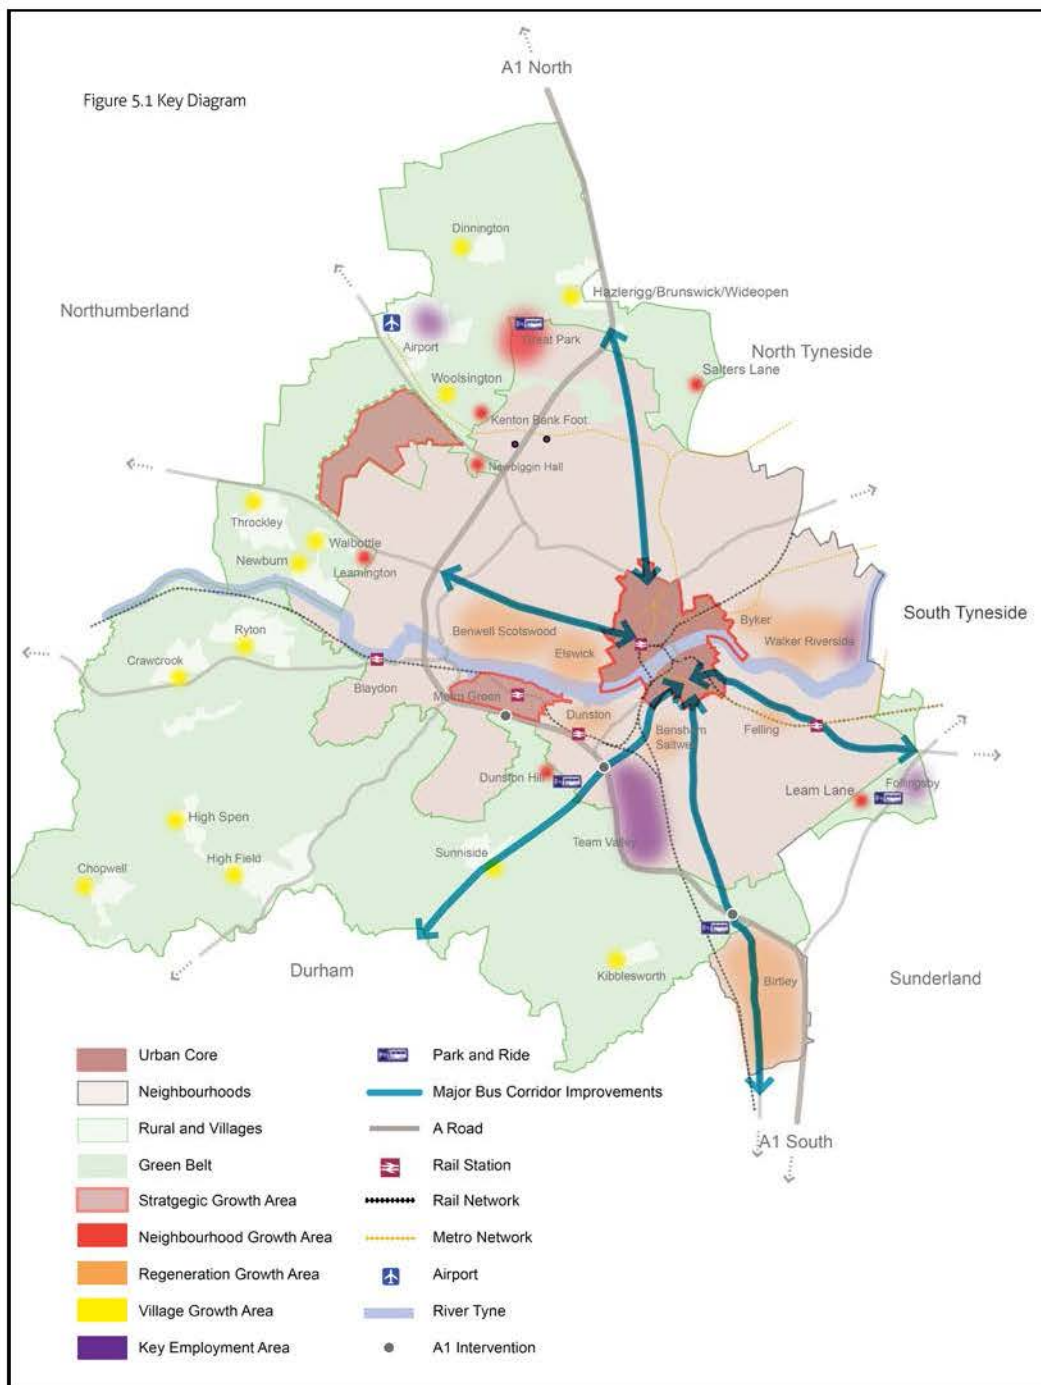 A1 North
Figure 5.1 Key Diagram
Dinnington
Hazlerigg/Brunswick/Wideopen
Northumberland
Airport
Great Park
North Tyneside
Salters Lane
Woolsington
Kenton Bank Foot
Newbiggin Hall
Throckley
Walbottle
Newburn
Leamington
South Tyneside
Byker
Ryton
Benwell Scotswood
Walker Riverside
Elswick
Crawcrook
Blaydon
Metro Green
Dunston
Bensham
Saltwell
Felling
Dunston Hill
Leam Lane
Follingsby
High Spen
Team Valley
Sunniside
High Field
Chopwell
Durham
Kibblesworth
Birtley
Sunderland
Urban Core
Park and Ride
Neighbourhoods
Major Bus Corridor Improvements
Rural and Villages
A Road
Green Belt
Rail Station
Stratgegic Growth Area
Rail Network
Neighbourhood Growth Area
Metro Network
Regeneration Growth Area
Airport
Village Growth Area
River Tyne
Key Employment Area
A1 Intervention
A1 South